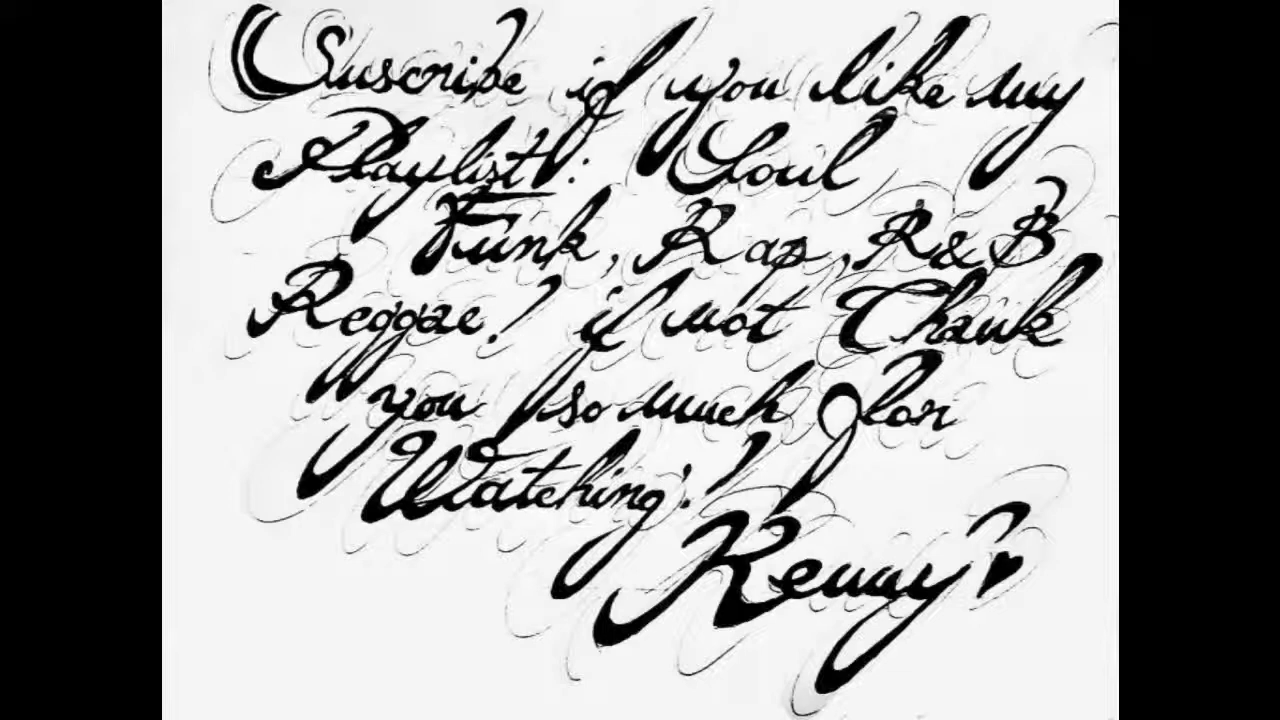 Suscribe if you like my
Playlist: Soul
Funk, Rap, R&B
Reggae! if not Thank
you so much for
Watching!
Kenny